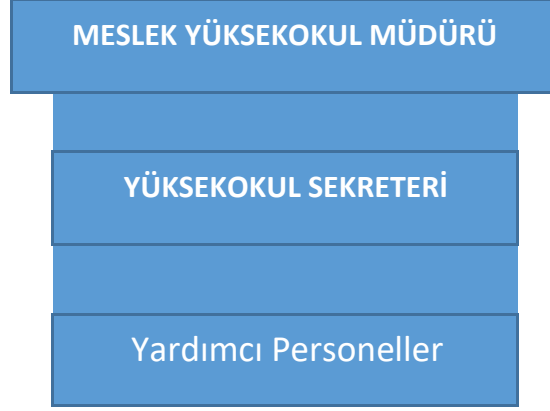 MESLEK YÜKSEKOKUL MÜDÜRÜ
YÜKSEKOKUL SEKRETERİ
Yardımcı Personeller